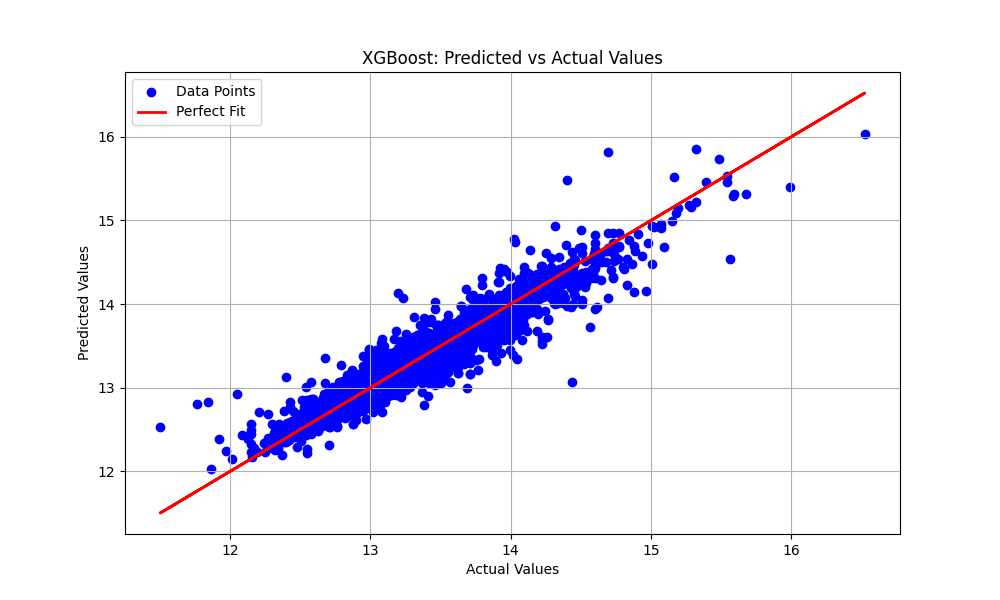 XGBoost: Predicted vs Actual Values
Data Points
Perfect Fit
Predicted Values
16
15
14
13
12
12 13 14 15 16
Actual Values